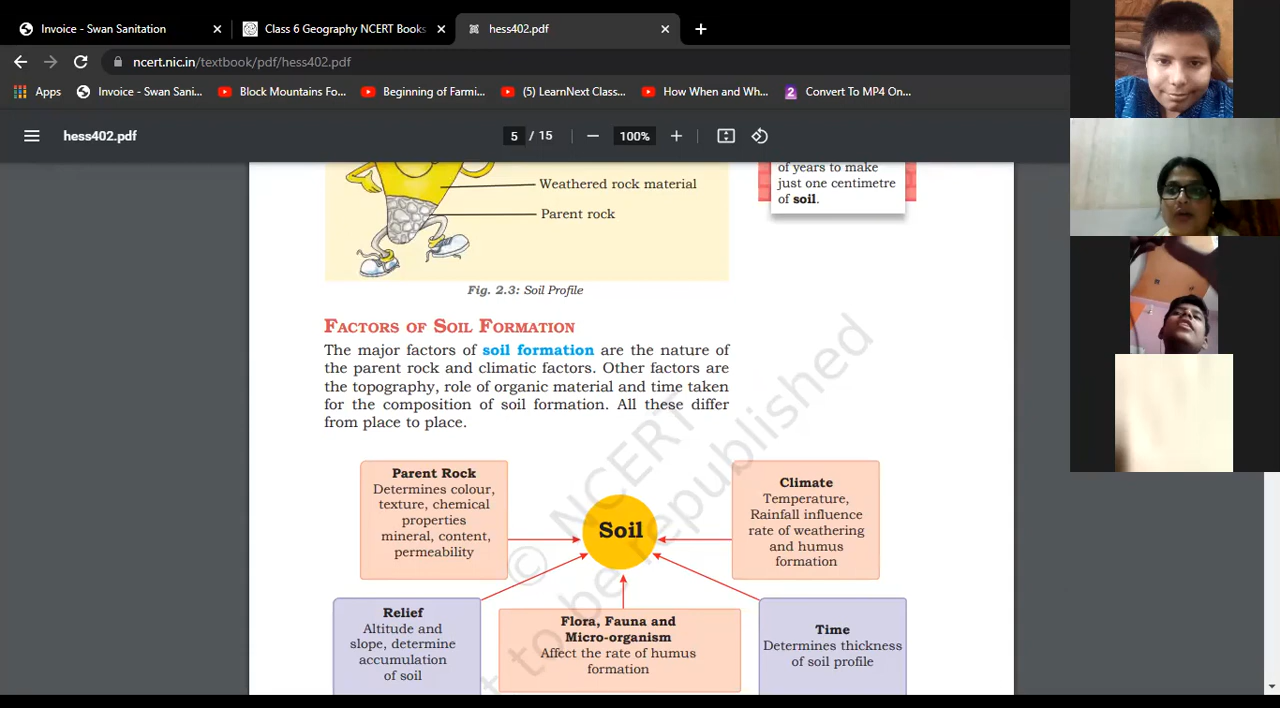 Invoice - Swan Sanitation
Class 6 Geography NCERT Books
hess402.pdf
ncert.nic.in/textbook/pdf/hess402.pdf
Apps
Invoice - Swan Sani...
Block Mountains Fo...
Beginning of Farmi...
(5) LearnNext Class...
How When and Wh...
2
Convert To MP4 On...
hess402.pdf
5 / 15
100%
Weathered rock material
Parent rock
Fig. 2.3: Soil Profile
of years to make
just one centimetre
of soil.
FACTORS OF SOIL FORMATION
The major factors of soil formation are the nature of
the parent rock and climatic factors. Other factors are
the topography, role of organic material and time taken
for the composition of soil formation. All these differ
from place to place.
Parent Rock
Determines colour,
texture, chemical
properties
mineral, content,
permeability
Soil
Climate
Temperature,
Rainfall influence
rate of weathering
and humus
formation
Relief
Altitude and
slope, determine
accumulation
of soil
Flora, Fauna and
Micro-organism
Affect the rate of humus
formation
Time
Determines thickness
of soil profile
© NCERT
to be republished